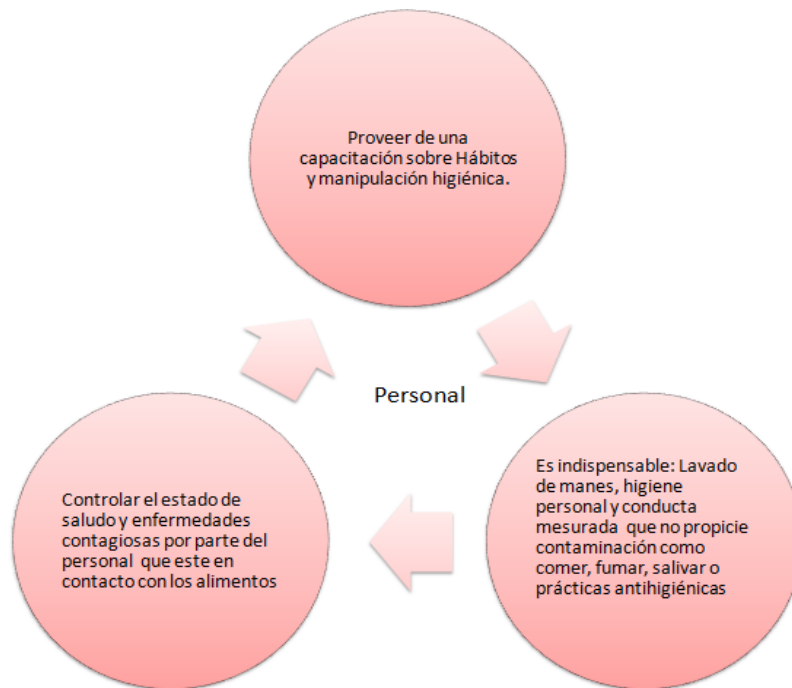 Proveer de una
capacitación sobre Hábitos
y manipulación higiénica.
Personal
Es indispensable: Lavado
de manes, higiene
personal y conducta
mesurada que no propicie
contaminación como
comer, fumar, salivar o
prácticas antihigiénicas
Controlar el estado de
saludo y enfermedades
contagiosas por parte del
personal que este en
contacto con los alimentos